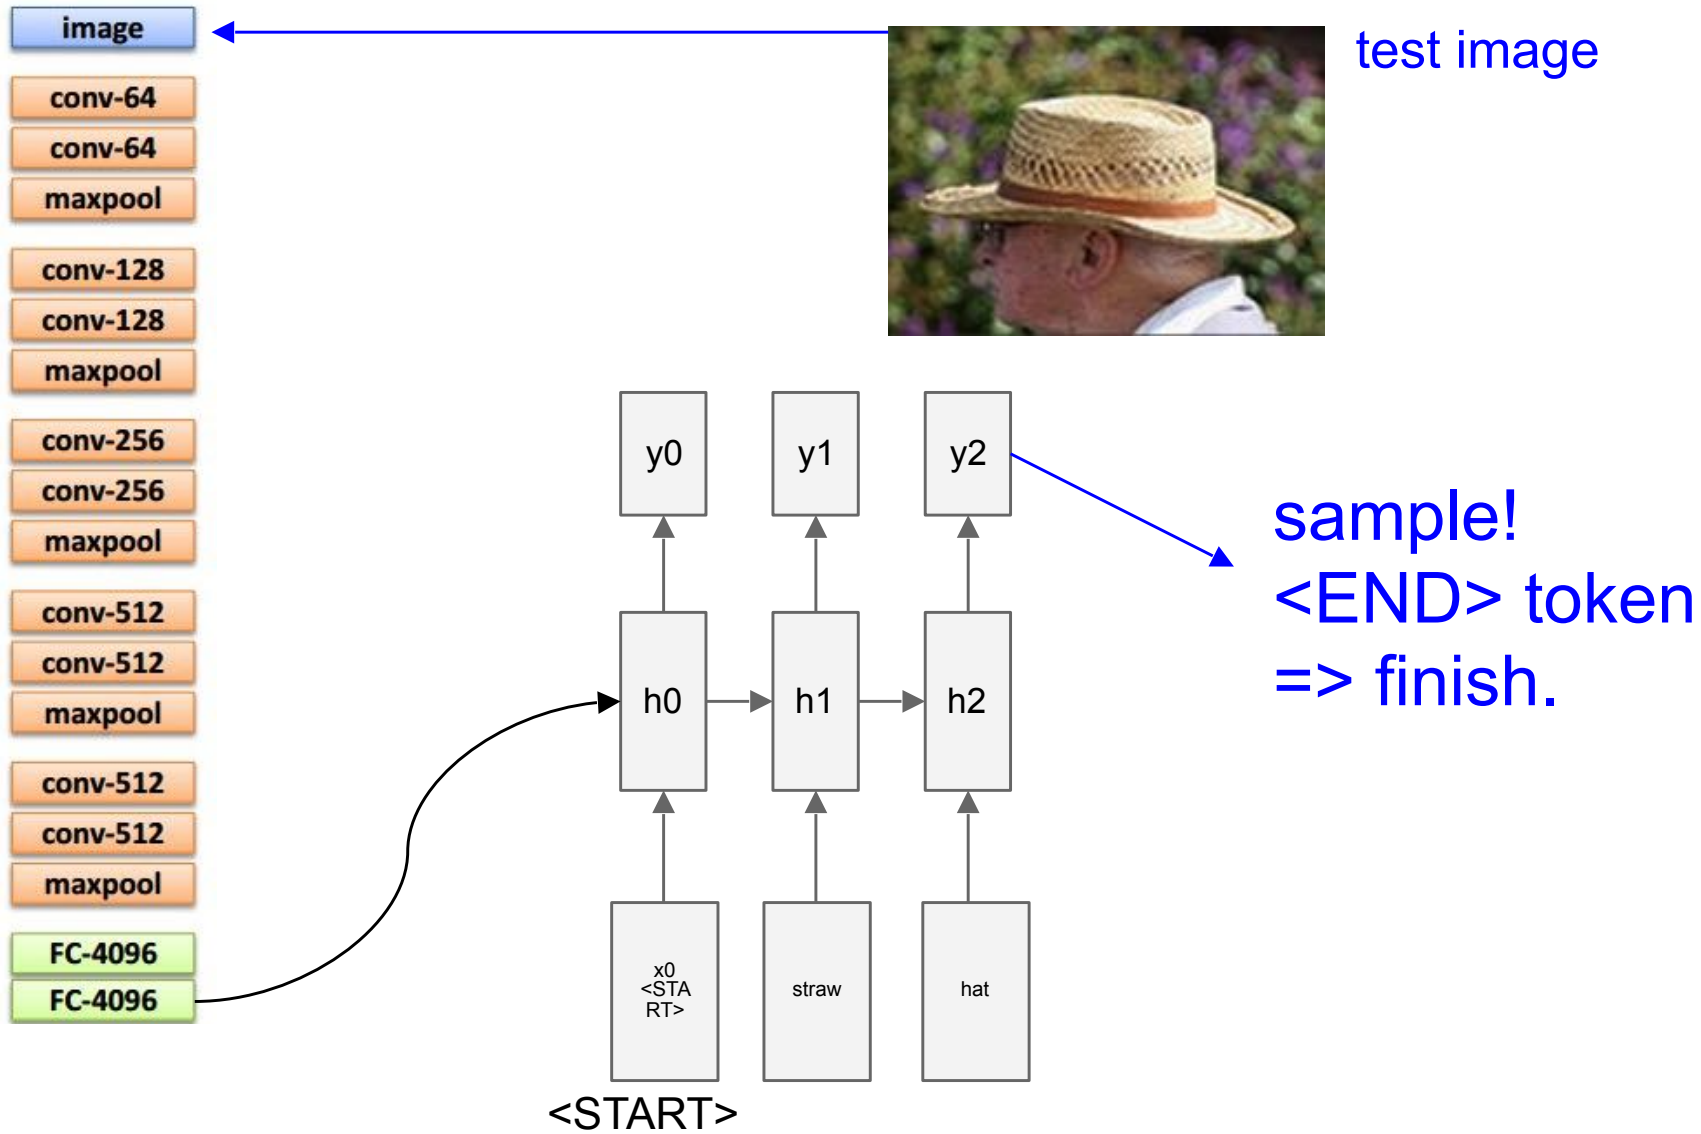 image
conv-64
conv-64
maxpool
conv-128
conv-128
maxpool
conv-256
conv-256
maxpool
conv-512
conv-512
maxpool
conv-512
conv-512
maxpool
FC-4096
FC-4096
test image
y0
y1
y2
sample!
<END> token
=> finish.
h0
h1
h2
x0
<STA
RT>
straw
hat
<START>